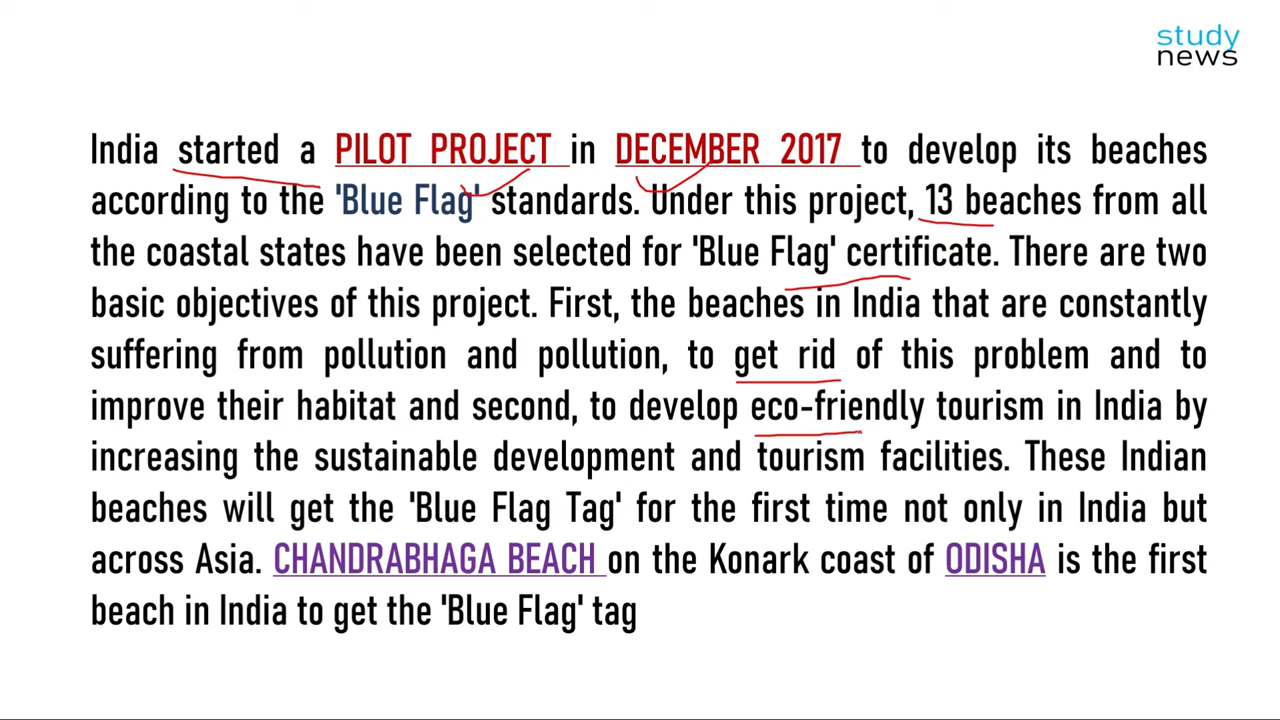 study
news
India started a PILOT PROJECT in DECEMBER 2017 to develop its beaches
according to the 'Blue Flag' standards. Under this project, 13 beaches from all
the coastal states have been selected for 'Blue Flag' certificate. There are two
basic objectives of this project. First, the beaches in India that are constantly
suffering from pollution and pollution, to get rid of this problem and to
improve their habitat and second, to develop eco-friendly tourism in India by
increasing the sustainable development and tourism facilities. These Indian
beaches will get the 'Blue Flag Tag' for the first time not only in India but
across Asia. CHANDRABHAGA BEACH on the Konark coast of ODISHA is the first
beach in India to get the 'Blue Flag' tag